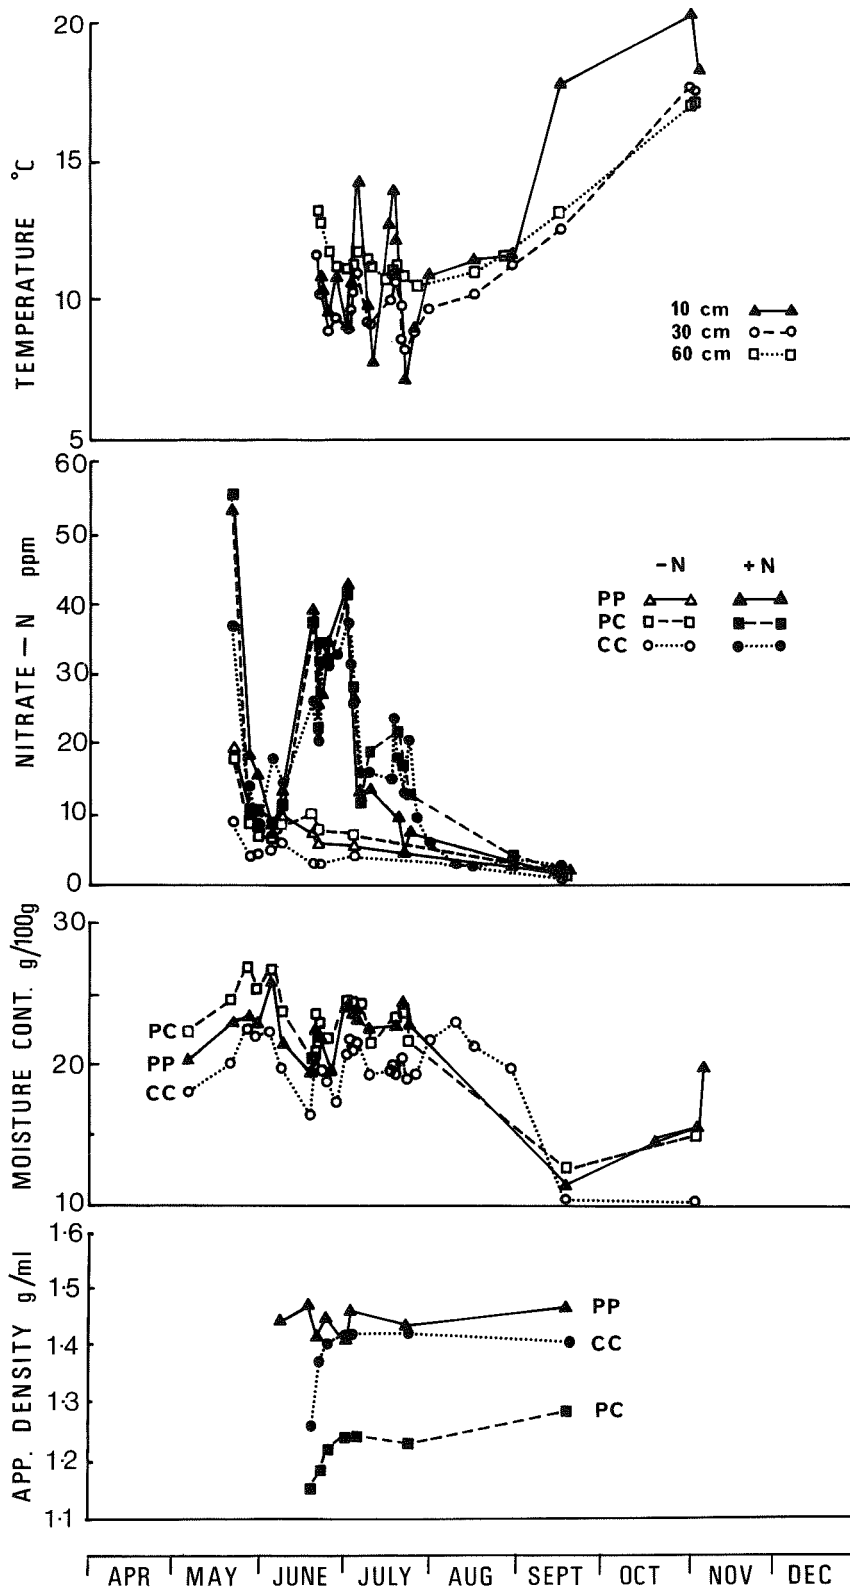 20
15
10
5
TEMPERATURE °C
10 cm
30 cm
60 cm
60
50
40
30
20
10
0
NITRATE – N ppm
–N +N
PP
PC
CC
30
20
10
MOISTURE CONT. g/100g
PC
PP
CC
1·6
1·5
1·4
1·3
1·2
1·1
APP. DENSITY g/ml
PP
CC
PC
APR MAY JUNE JULY AUG SEPT OCT NOV DEC